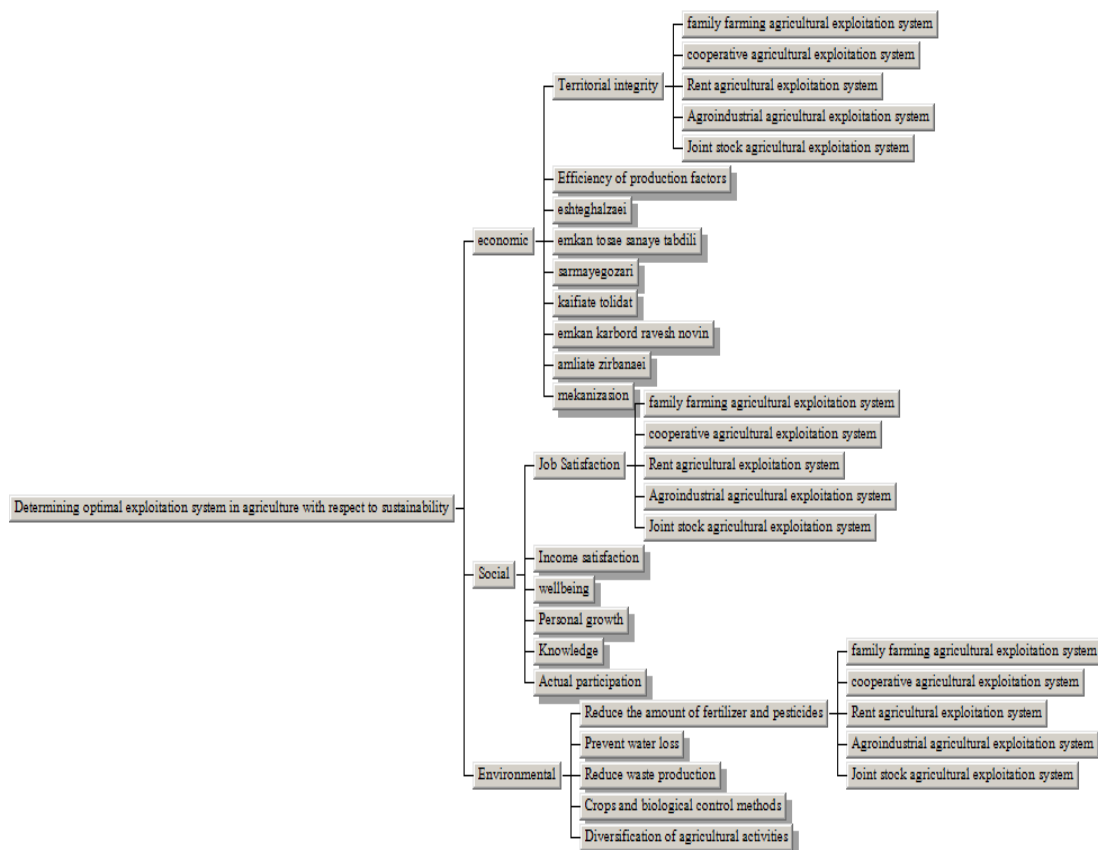 family farming agricultural exploitation system
cooperative agricultural exploitation system
Territorial integrity
Rent agricultural exploitation system
Agroindustrial agricultural exploitation system
Joint stock agricultural exploitation system
Efficiency of production factors
eshteghalzaei
economic
emkan tosae sanaye tabdili
sarmayegozari
kaifiate tolidat
emkan karbord ravesh novin
amliate zirbanaei
mekanizasion
family farming agricultural exploitation system
cooperative agricultural exploitation system
Job Satisfaction
Rent agricultural exploitation system
Agroindustrial agricultural exploitation system
Joint stock agricultural exploitation system
Determining optimal exploitation system in agriculture with respect to sustainability
Income satisfaction
Social
wellbeing
Personal growth
Knowledge
Actual participation
family farming agricultural exploitation system
cooperative agricultural exploitation system
Reduce the amount of fertilizer and pesticides
Rent agricultural exploitation system
Agroindustrial agricultural exploitation system
Joint stock agricultural exploitation system
Prevent water loss
Environmental
Reduce waste production
Crops and biological control methods
Diversification of agricultural activities